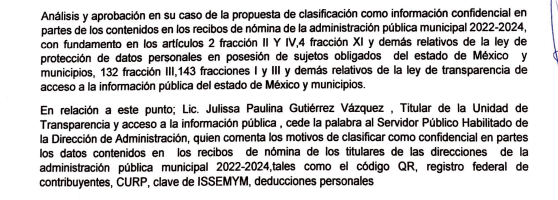 Análisis y aprobación en su caso de la propuesta de clasificación como información confidencial en
partes de los contenidos en los recibos de nómina de la administración pública municipal 2022-2024,
con fundamento en los artículos 2 fracción II Y IV,4 fracción XI y demás relativos de la ley de
protección de datos personales en posesión de sujetos obligados del estado de México y
municipios, 132 fracción III,143 fracciones I y III y demás relativos de la ley de transparencia de
acceso a la información pública del estado de México y municipios.
En relación a este punto; Lic. Julissa Paulina Gutiérrez Vázquez , Titular de la Unidad de
Transparencia y acceso a la información pública , cede la palabra al Servidor Público Habilitado de
la Dirección de Administración, quien comenta los motivos de clasificar como confidencial en partes
los datos contenidos en los recibos de nómina de los titulares de las direcciones de la
administración pública municipal 2022-2024,tales como el código QR, registro federal de
contribuyentes, CURP, clave de ISSEMYM, deducciones personales